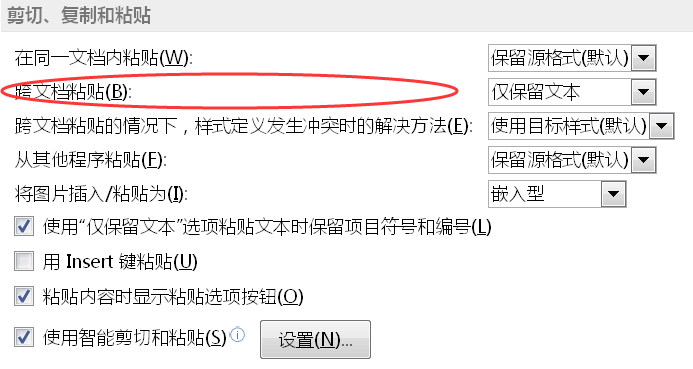 剪切、复制和粘贴
在同一文档内粘贴(W): 保留源格式(默认)
跨文档粘贴(B): 仅保留文本
跨文档粘贴的情况下，样式定义发生冲突时的解决方法(E): 使用目标样式(默认)
从其他程序粘贴(F): 保留源格式(默认)
将图片插入/粘贴为(I): 嵌入型
使用“仅保留文本”选项粘贴文本时保留项目符号和编号(L)
用 Insert 键粘贴(U)
粘贴内容时显示粘贴选项按钮(O)
使用智能剪切和粘贴(S) 设置(N)...